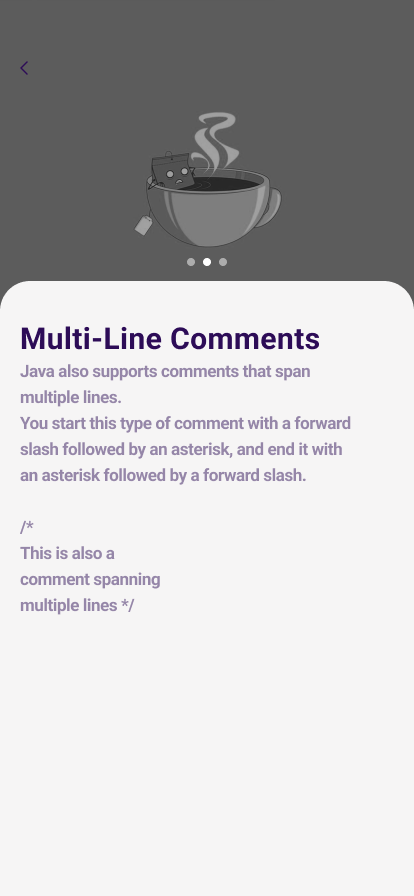 Multi-Line Comments
Java also supports comments that span
multiple lines.
You start this type of comment with a forward
slash followed by an asterisk, and end it with
an asterisk followed by a forward slash.
/*
This is also a
comment spanning
multiple lines */